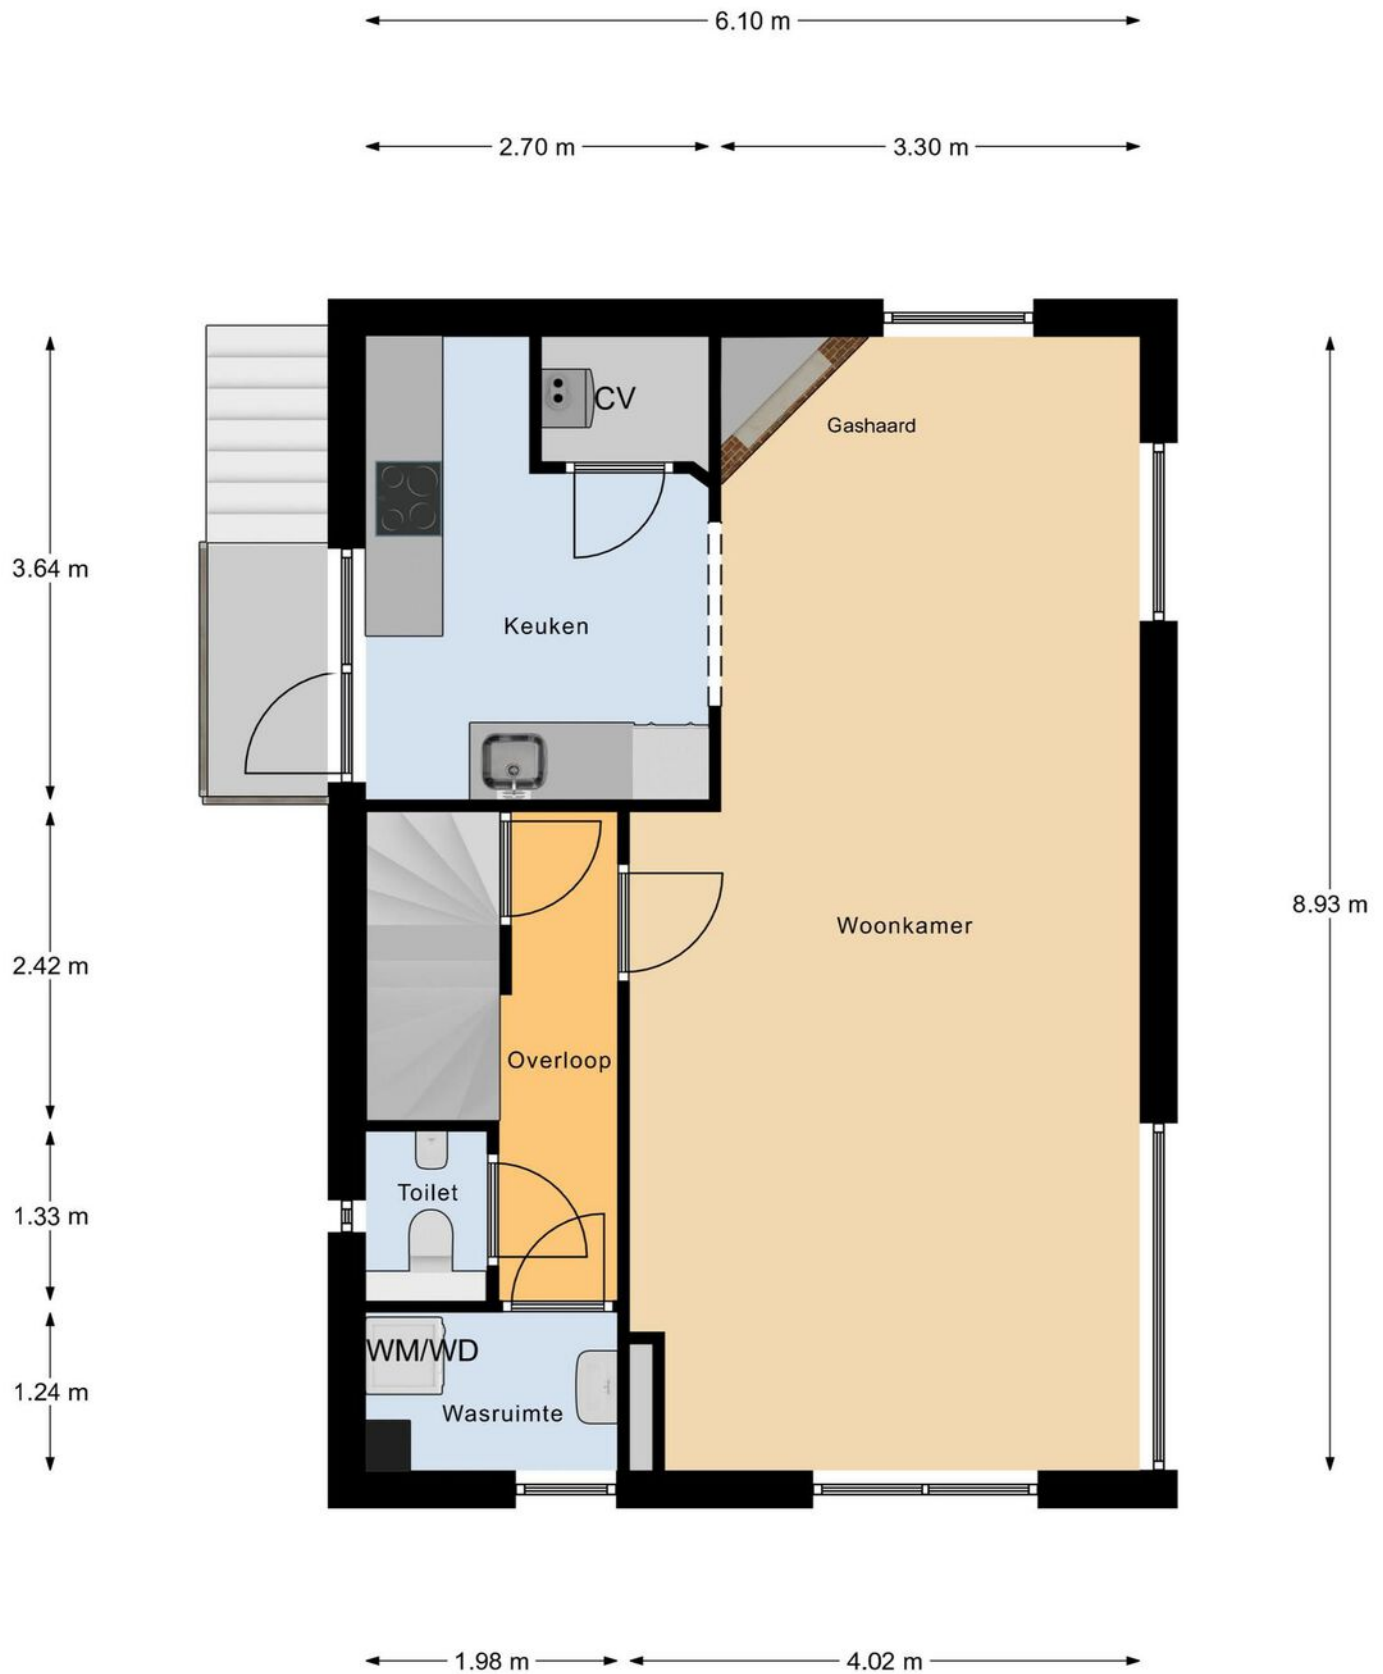 6.10 m
2.70 m
3.30 m
CV
Gashaard
3.64 m
Keuken
8.93 m
Woonkamer
2.42 m
Overloop
Toilet
1.33 m
WM/WD
1.24 m
Wasruimte
1.98 m
4.02 m